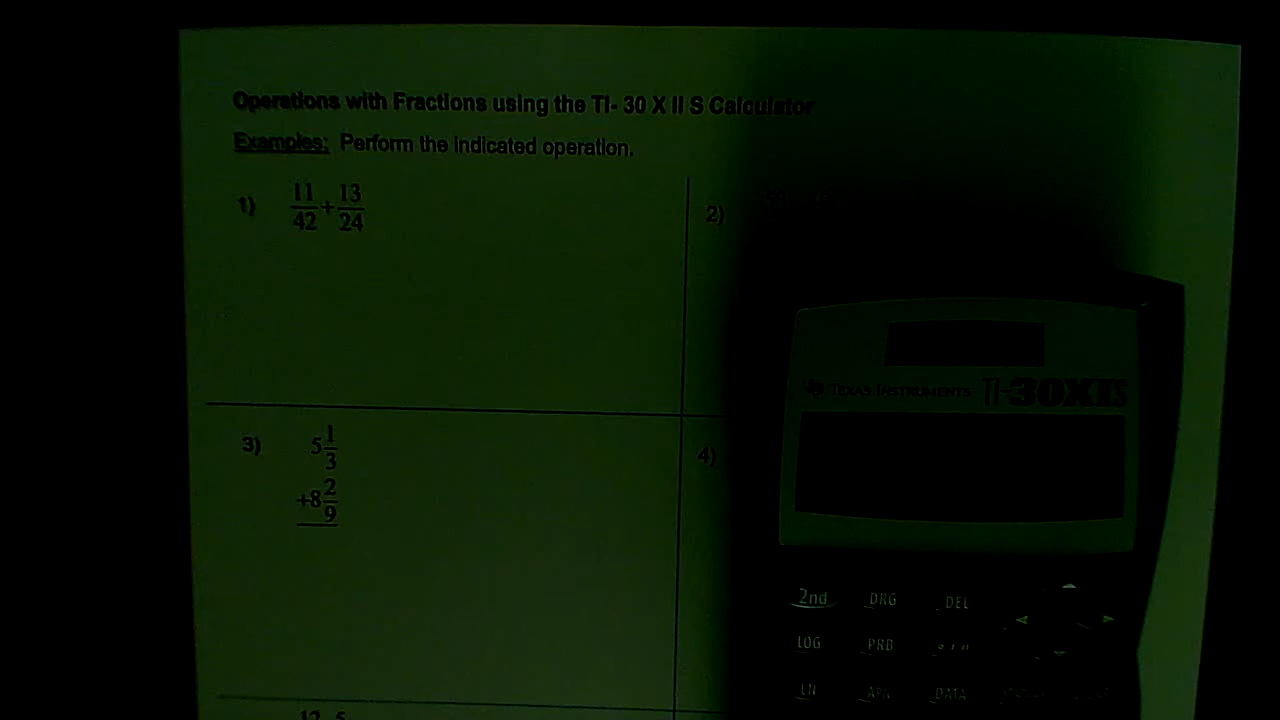 Operations with Fractions using the TI- 30 X II S Calculator
Examples: Perform the indicated operation.
1) 11/42 + 13/24
2)
3) 5 1/3
+8 2/9
4)
TEXAS INSTRUMENTS TI-30XIIS
2nd DRG DEL
LOG PRB
LN DATA